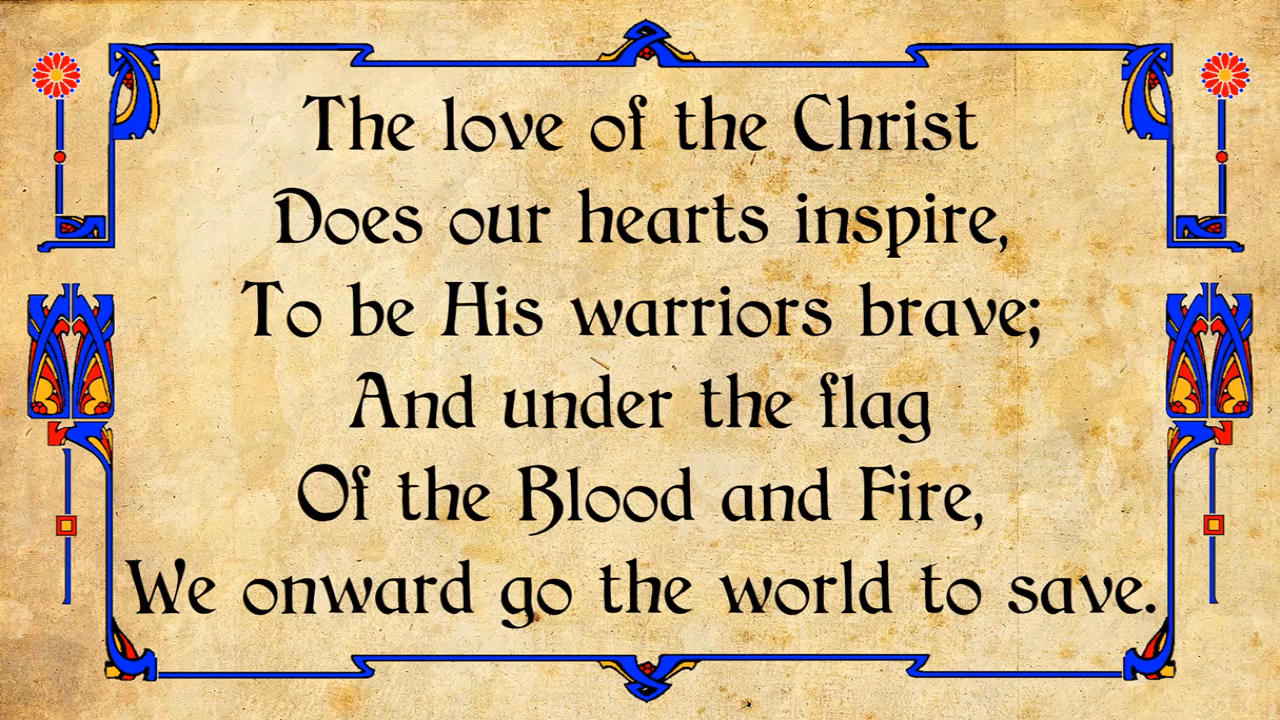 The love of the Christ
Does our hearts inspire,
To be His warriors brave;
And under the flag
Of the Blood and Fire,
We onward go the world to save.